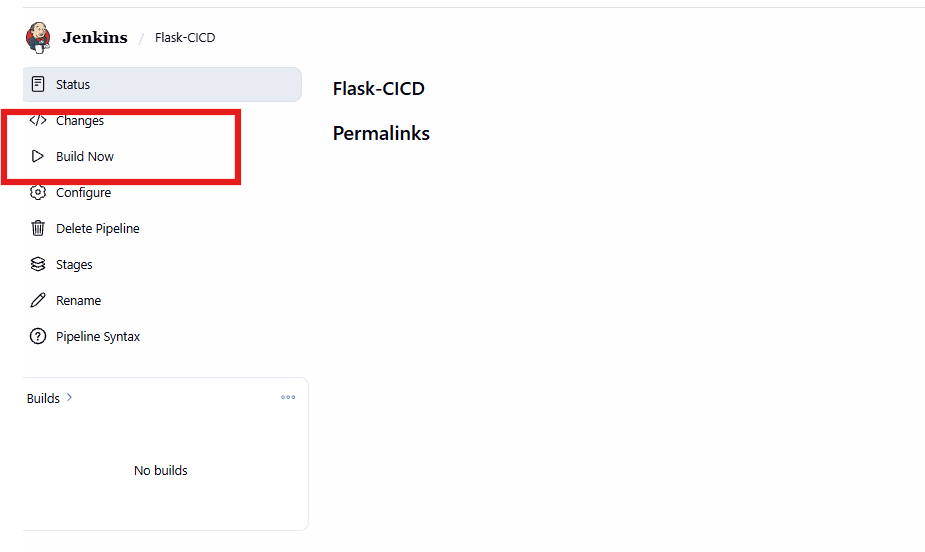 Jenkins / Flask-CICD
Status
Changes
Build Now
Configure
Delete Pipeline
Stages
Rename
Pipeline Syntax
Builds
No builds
Flask-CICD
Permalinks